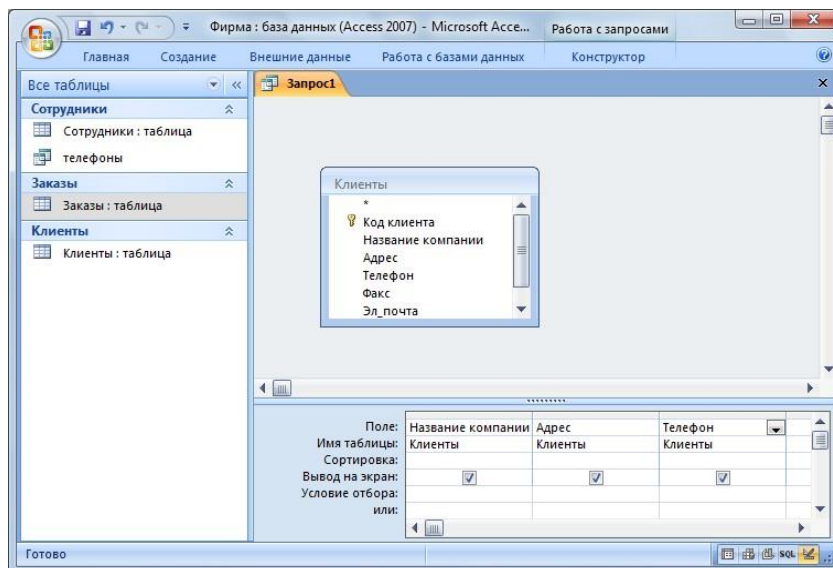 Фирма : база данных (Access 2007) - Microsoft Acce...
Работа с запросами
Главная Создание Внешние данные Работа с базами данных Конструктор
Все таблицы
Сотрудники
Сотрудники : таблица
телефоны
Заказы
Заказы : таблица
Клиенты
Клиенты : таблица
Запрос1
Клиенты
*
Код клиента
Название компании
Адрес
Телефон
Факс
Эл_почта
Поле: Название компании Адрес Телефон
Имя таблицы: Клиенты Клиенты Клиенты
Сортировка:
Вывод на экран:
Условие отбора:
или:
Готово
SQL